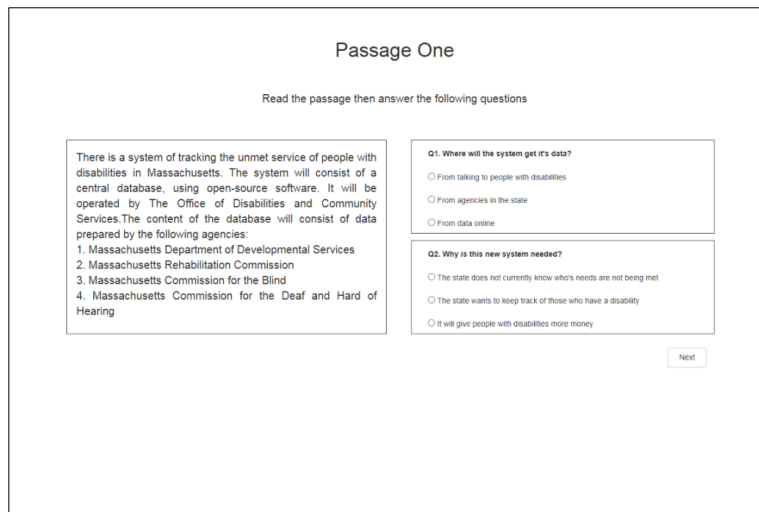 Passage One
Read the passage then answer the following questions
There is a system of tracking the unmet service of people with
disabilities in Massachusetts. The system will consist of a
central database, using open-source software. It will be
operated by The Office of Disabilities and Community
Services.The content of the database will consist of data
prepared by the following agencies:
1. Massachusetts Department of Developmental Services
2. Massachusetts Rehabilitation Commission
3. Massachusetts Commission for the Blind
4. Massachusetts Commission for the Deaf and Hard of
Hearing
Q1. Where will the system get it's data?
From talking to people with disabilities
From agencies in the state
From data online
Q2. Why is this new system needed?
The state does not currently know who's needs are not being met
The state wants to keep track of those who have a disability
It will give people with disabilities more money
Next